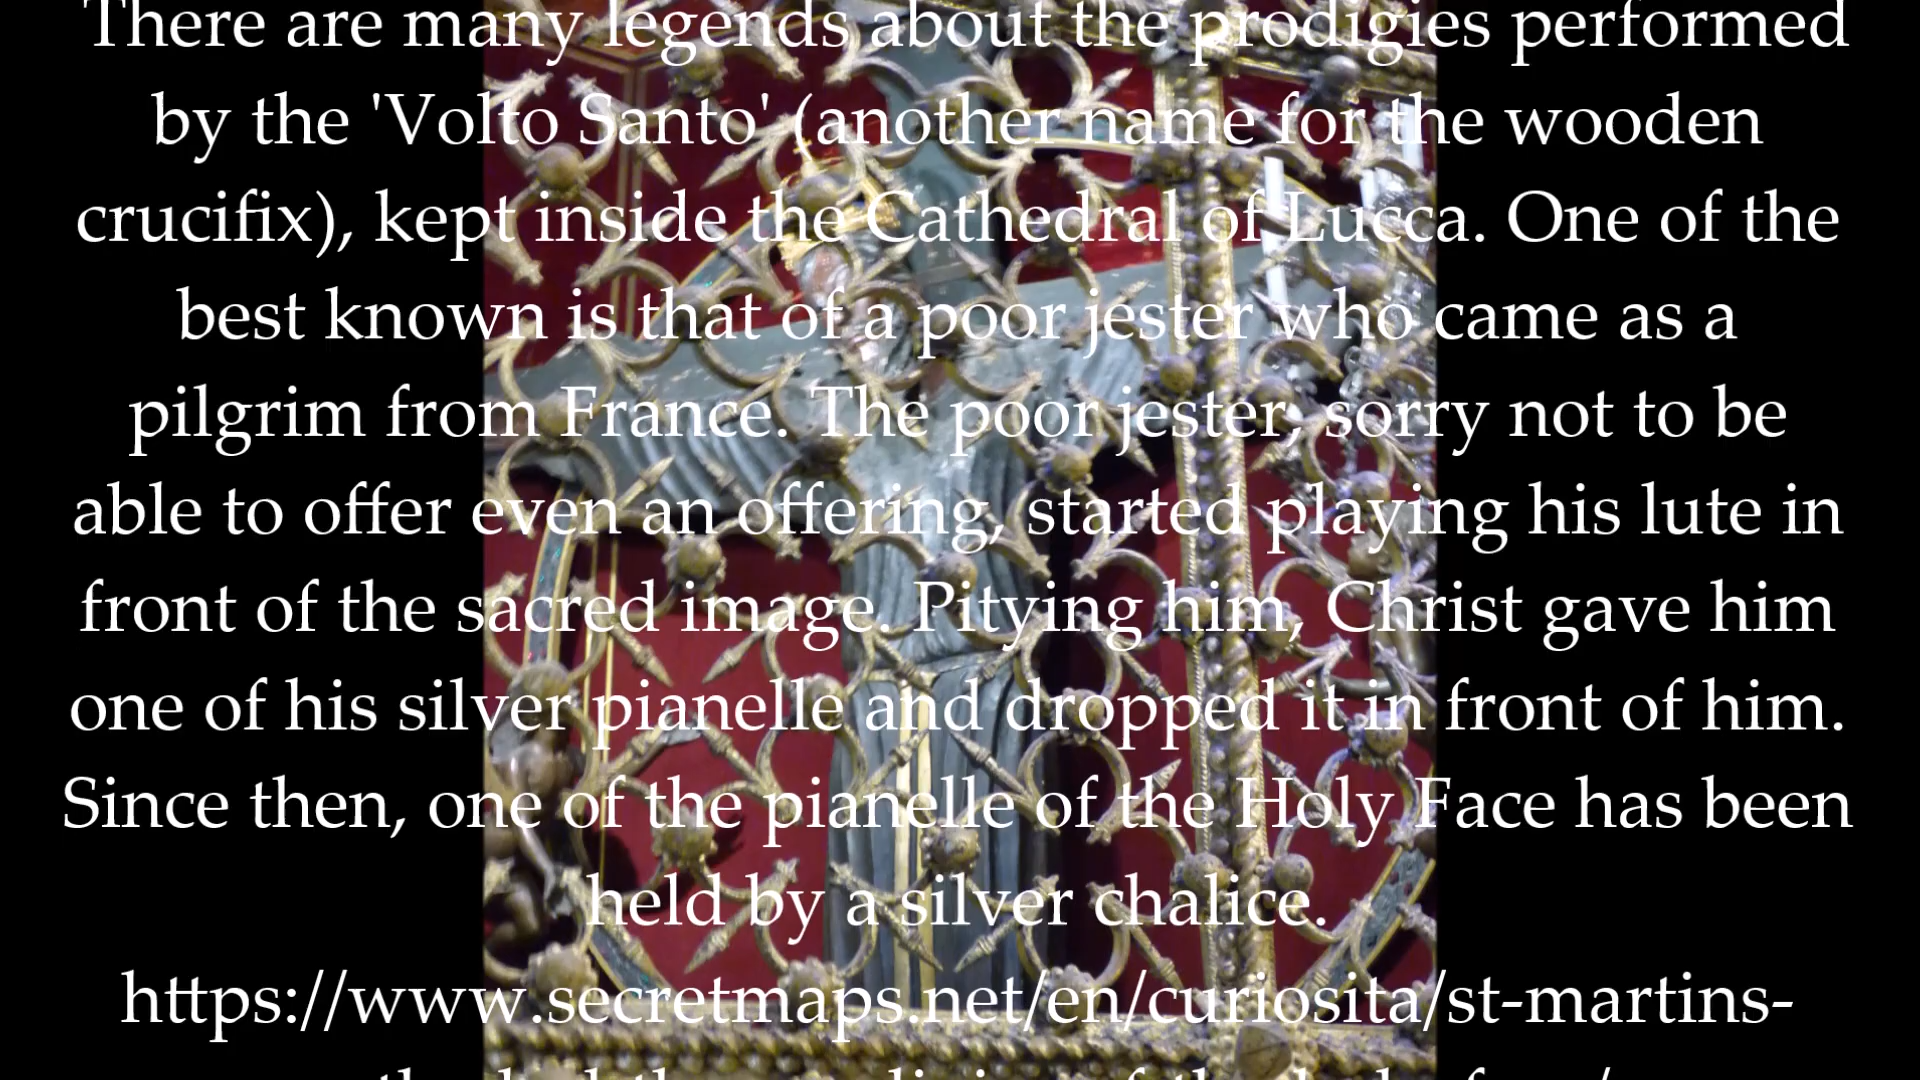 There are many legends about the prodigies performed
by the 'Volto Santo' (another name for the wooden
crucifix), kept inside the Cathedral of Lucca. One of the
best known is that of a poor jester who came as a
pilgrim from France. The poor jester, sorry not to be
able to offer even an offering, started playing his lute in
front of the sacred image. Pitying him, Christ gave him
one of his silver pianelle and dropped it in front of him.
Since then, one of the pianelle of the Holy Face has been
held by a silver chalice.
https://www.secretmaps.net/en/curiosita/st-martins-